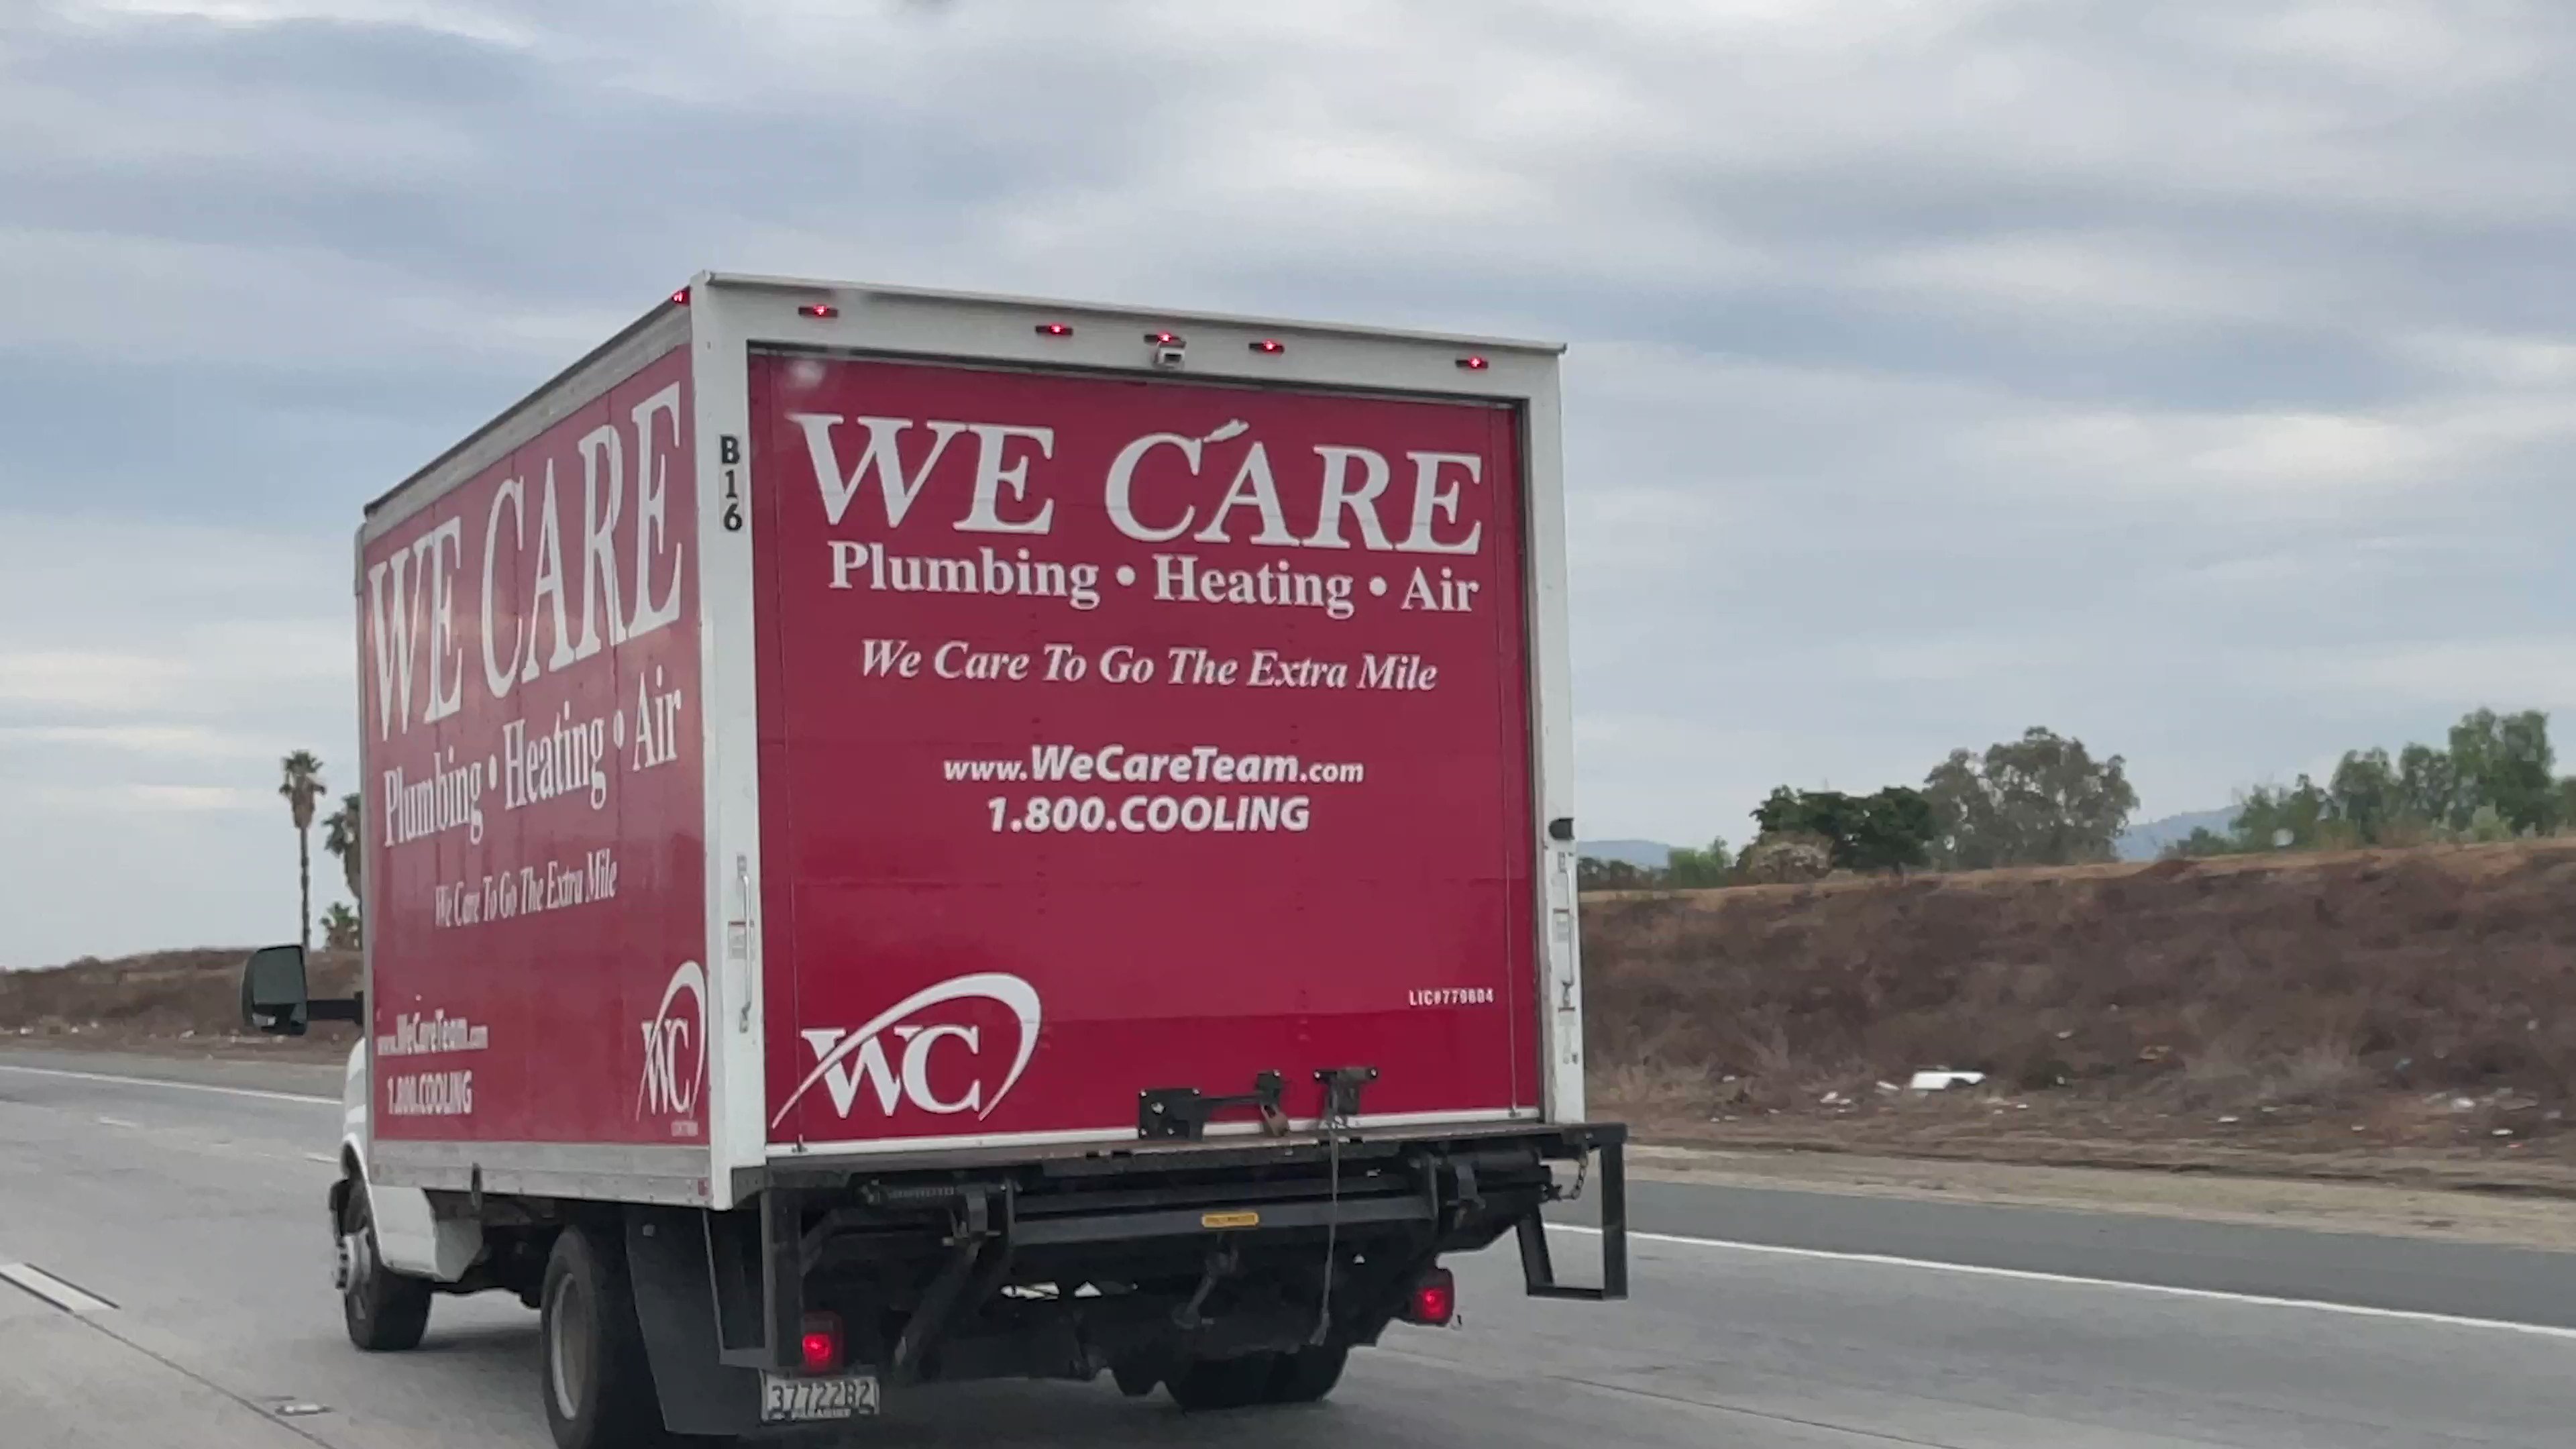 WE CARE
Plumbing • Heating • Air
We Care To Go The Extra Mile
www.WeCareTeam.com
1.800.COOLING
WC
B16
WE CARE
Plumbing • Heating • Air
We Care To Go The Extra Mile
www.WeCareTeam.com
1.800.COOLING
LIC#779804
WC
37722B2